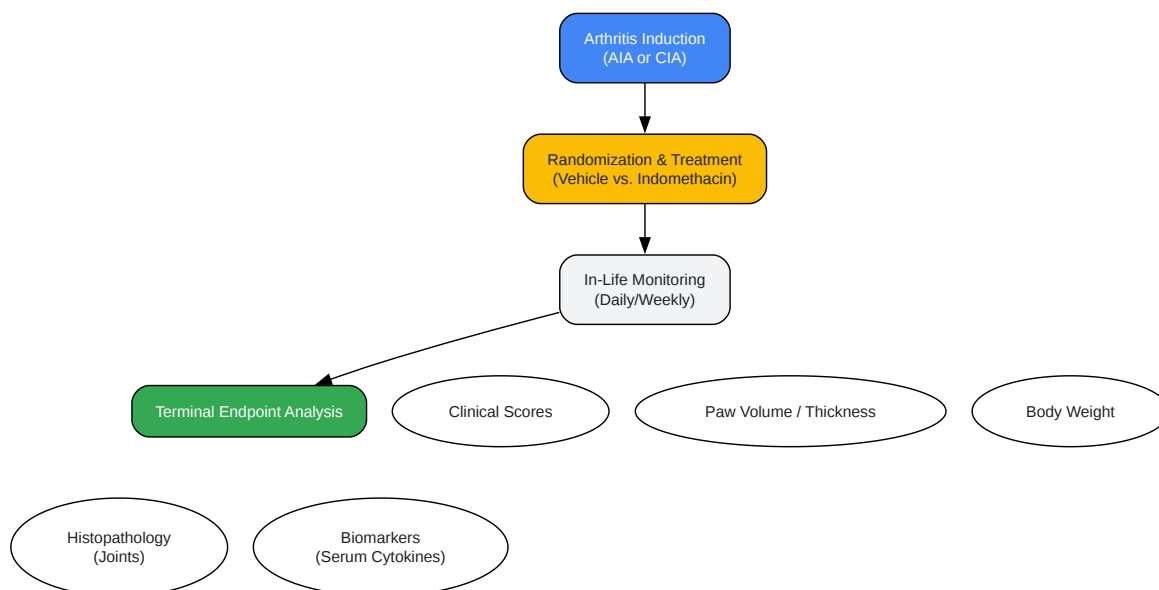 Arthritis Induction
(AIA or CIA)
Randomization & Treatment
(Vehicle vs. Indomethacin)
In-Life Monitoring
(Daily/Weekly)
Terminal Endpoint Analysis
Clinical Scores
Paw Volume / Thickness
Body Weight
Histopathology
(Joints)
Biomarkers
(Serum Cytokines)